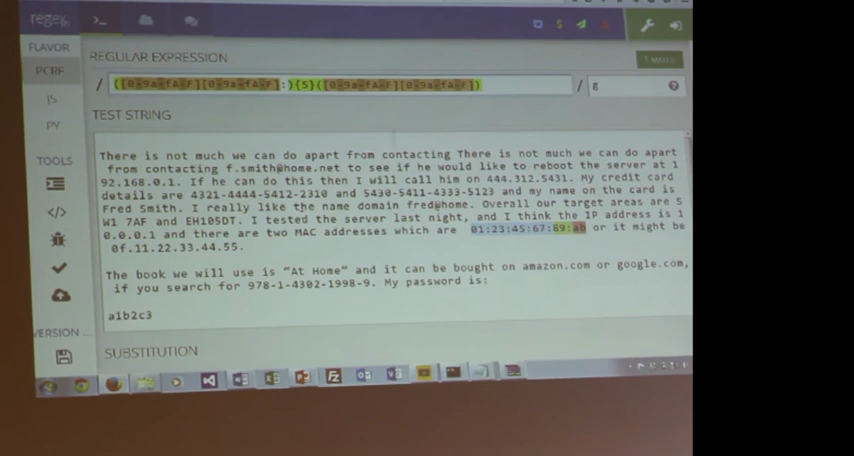 FLAVOR
REGULAR EXPRESSION
1 MATCH
PCRE
/ ([0-9a-fA-F][0-9a-fA-F]:){5}([0-9a-fA-F][0-9a-fA-F]) / g
JS
TEST STRING
PY
There is not much we can do apart from contacting There is not much we can do apart
from contacting f.smith@home.net to see if he would like to reboot the server at 1
92.168.0.1. If he can do this then I will call him on 444.312.5431. My credit card
TOOLS
details are 4321-4444-5412-2310 and 5430-5411-4333-5123 and my name on the card is
Fred Smith. I really like the name domain fred@home. Overall our target areas are S
W1 7AF and EH105DT. I tested the server last night, and I think the IP address is 1
0.0.0.1 and there are two MAC addresses which are 01:23:45:67:89:ab or it might be
0f.11.22.33.44.55.
The book we will use is “At Home” and it can be bought on amazon.com or google.com,
if you search for 978-1-4302-1998-9. My password is:
a1b2c3
VERSION ...
SUBSTITUTION